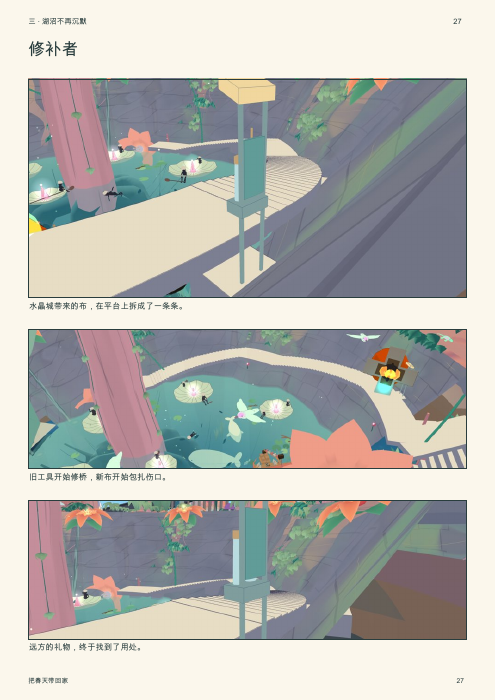 三 · 湖沼不再沉默
27
修补者
水晶城带来的布，在平台上拆成了一条条。
旧工具开始修桥，新布开始包扎伤口。
远方的礼物，终于找到了用处。
把春天带回家
27